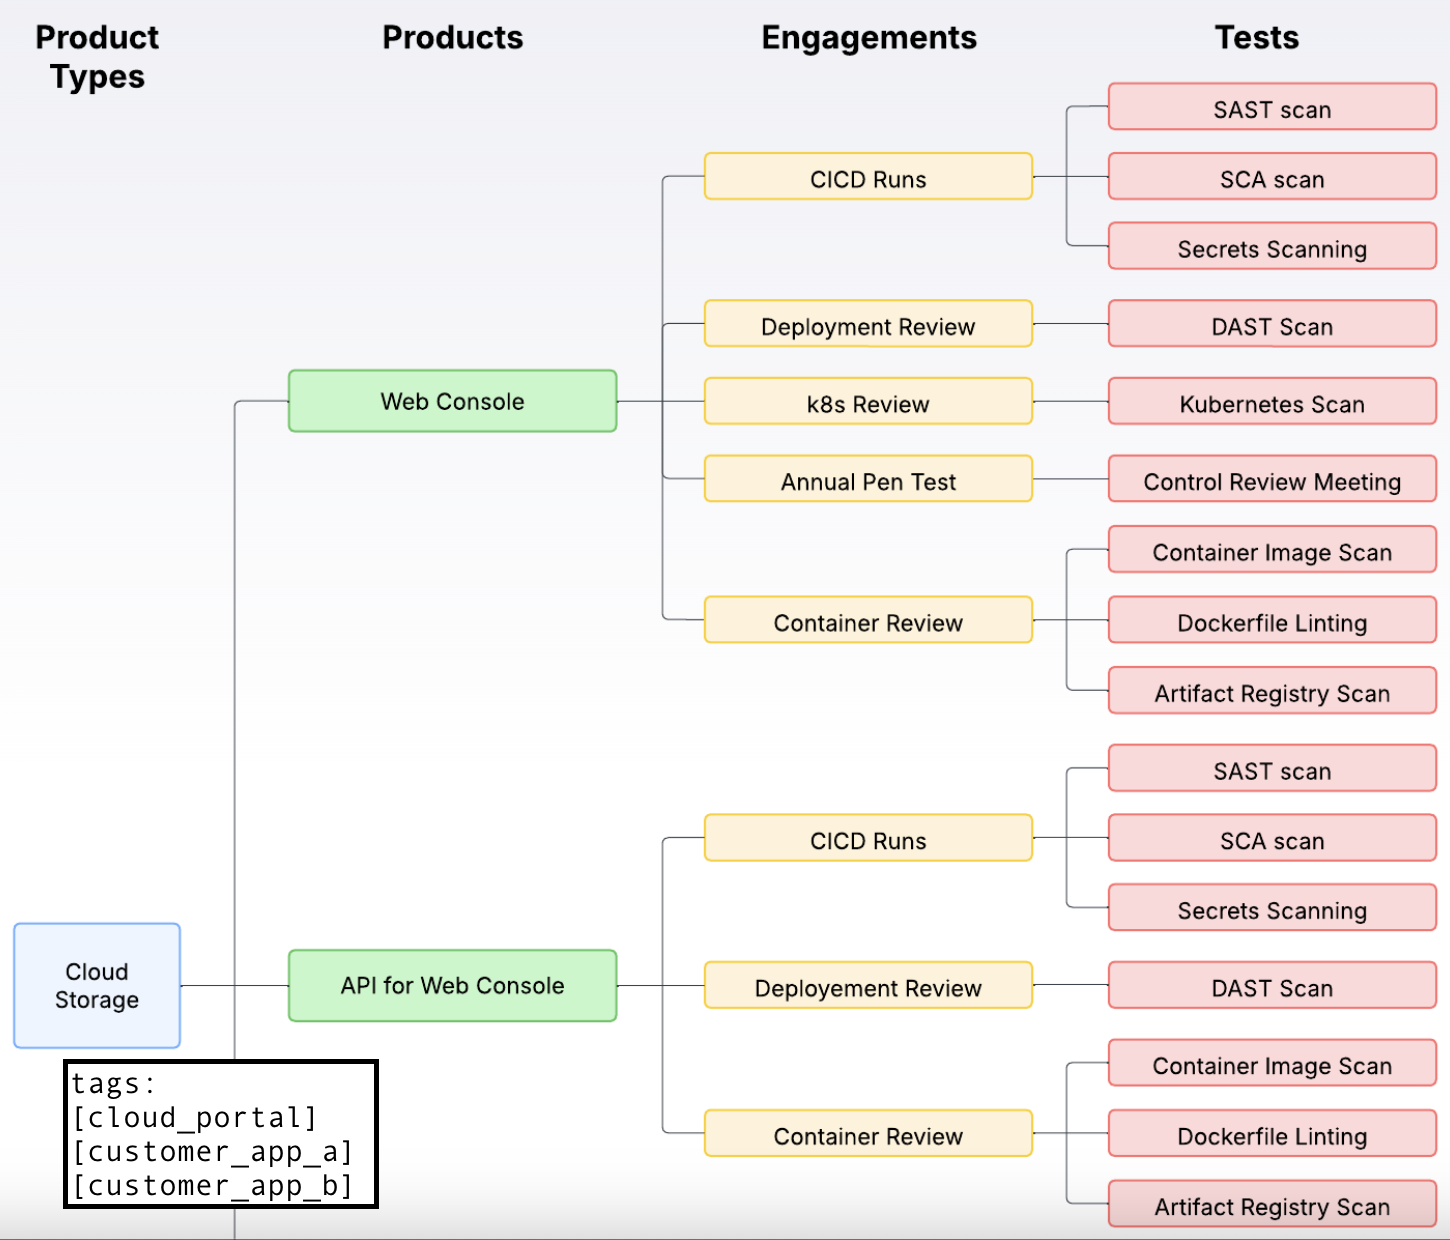 Product
Types
Products
Engagements
Tests
SAST scan
CICD Runs
SCA scan
Secrets Scanning
Deployment Review
DAST Scan
Web Console
k8s Review
Kubernetes Scan
Annual Pen Test
Control Review Meeting
Container Image Scan
Container Review
Dockerfile Linting
Artifact Registry Scan
SAST scan
CICD Runs
SCA scan
Secrets Scanning
Cloud
Storage
API for Web Console
Deployement Review
DAST Scan
Container Image Scan
Container Review
Dockerfile Linting
Artifact Registry Scan
tags:
[cloud_portal]
[customer_app_a]
[customer_app_b]